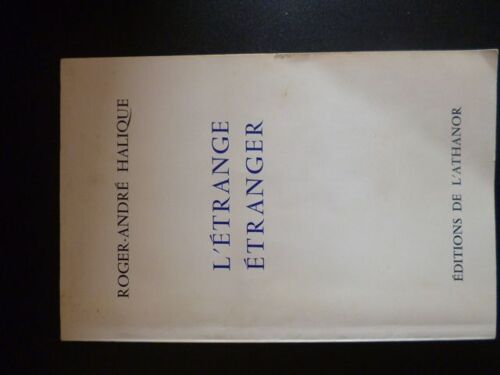 ROGER-ANDRÉ HALIQUE
L'ÉTRANGE
ÉTRANGER
ÉDITIONS DE L'ATHANOR